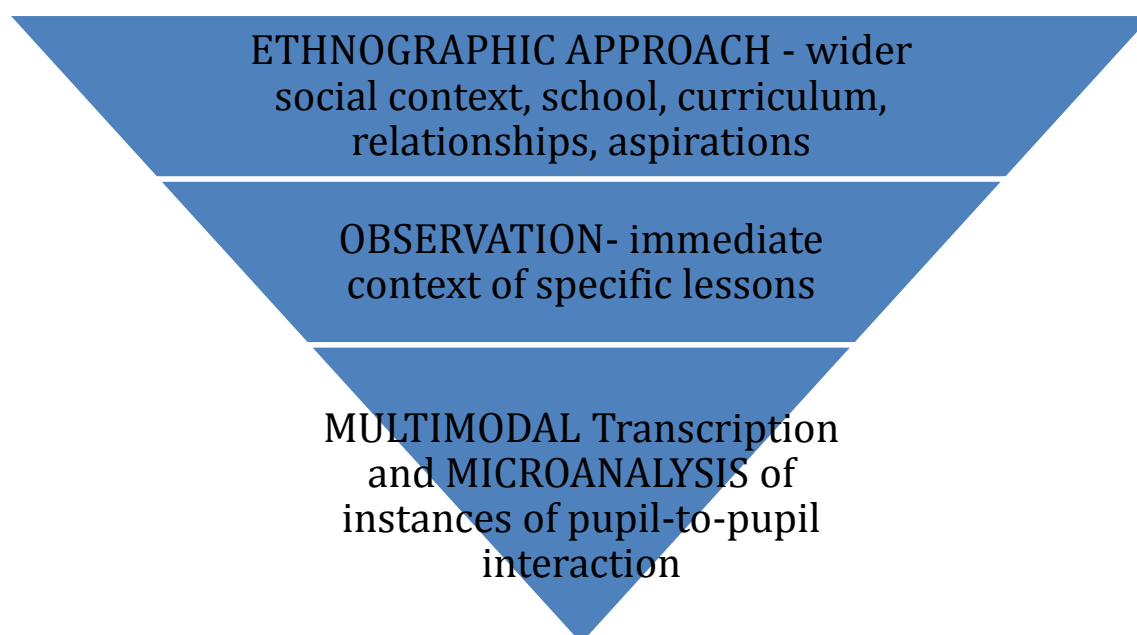 ETHNOGRAPHIC APPROACH - wider
social context, school, curriculum,
relationships, aspirations
OBSERVATION- immediate
context of specific lessons
MULTIMODAL Transcription
and MICROANALYSIS of
instances of pupil-to-pupil
interaction